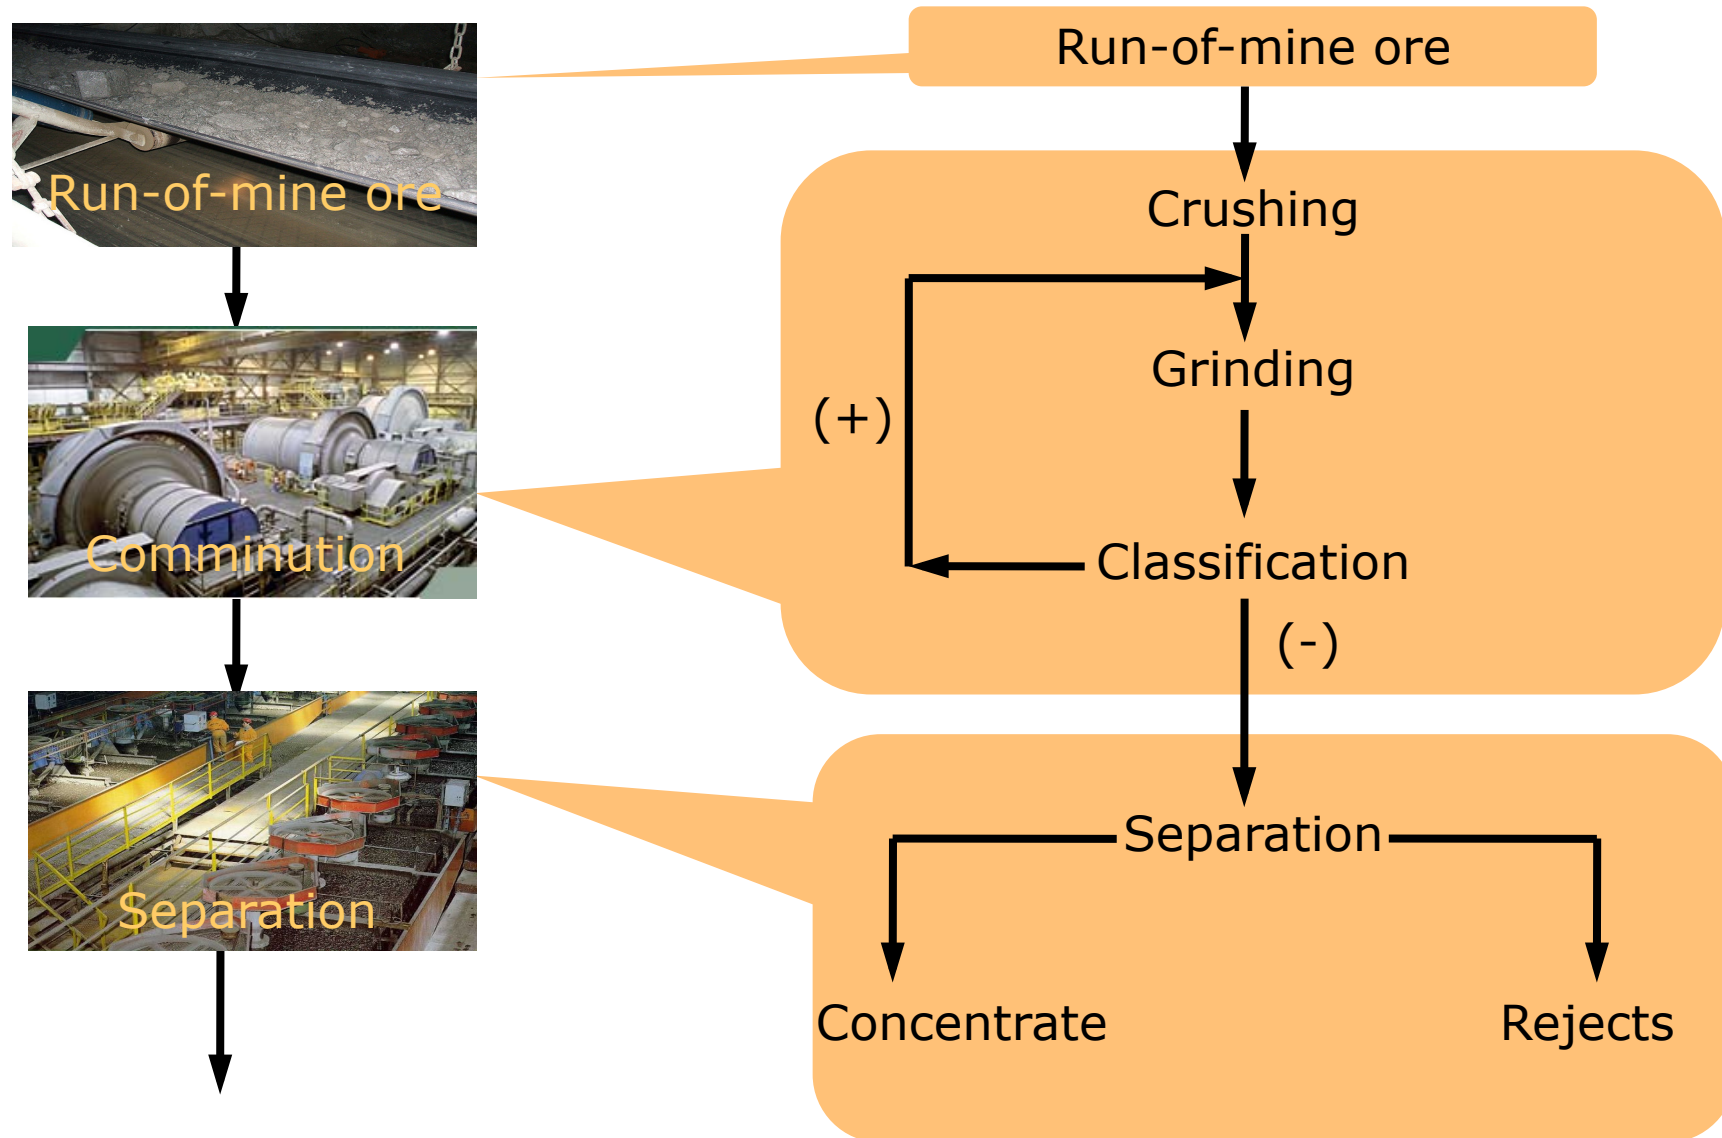 Run-of-mine ore
Comminution
Separation
Run-of-mine ore
Crushing
Grinding
(+)
Classification
(-)
Separation
Concentrate
Rejects